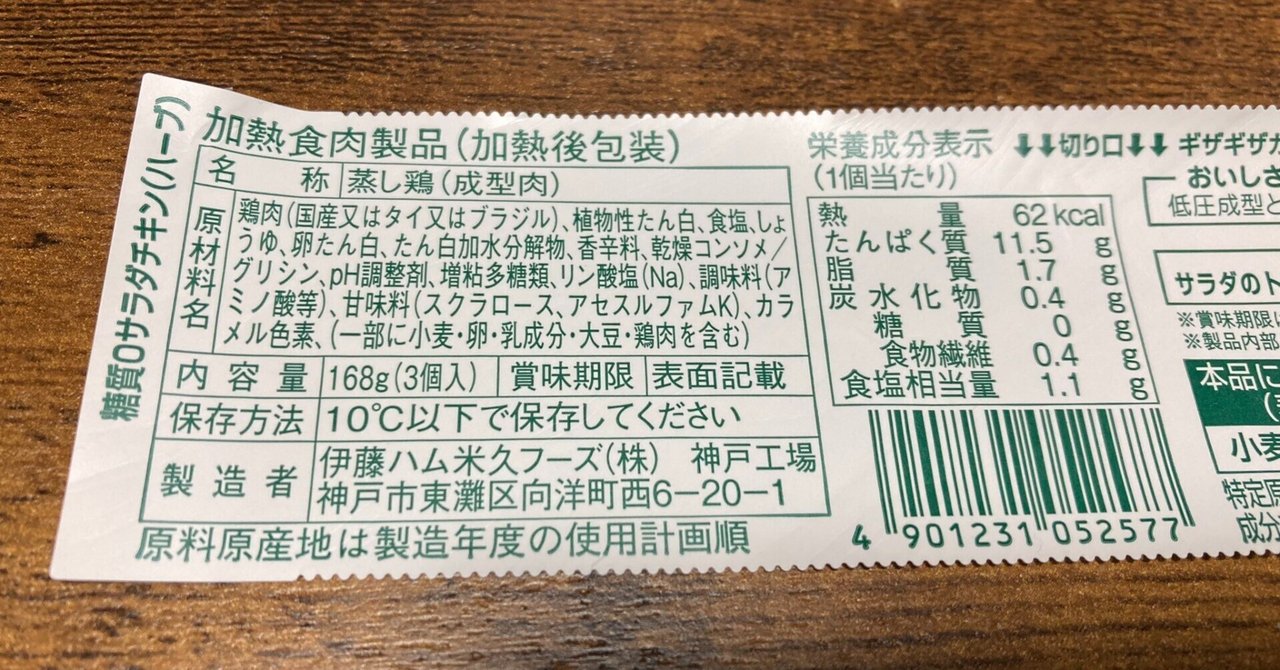 糖質0サラダチキン(ハーブ)
加熱食肉製品(加熱後包装)
名称 蒸し鶏(成型肉)
原材料名 鶏肉(国産又はタイ又はブラジル)、植物性たん白、食塩、しょ
うゆ、卵たん白、たん白加水分解物、香辛料、乾燥コンソメ/
グリシン、pH調整剤、増粘多糖類、リン酸塩(Na)、調味料(ア
ミノ酸等)、甘味料(スクラロース、アセスルファムK)、カラ
メル色素、(一部に小麦・卵・乳成分・大豆・鶏肉を含む)
内容量 168g(3個入) 賞味期限 表面記載
保存方法 10℃以下で保存してください
製造者 伊藤ハム米久フーズ(株) 神戸工場
神戸市東灘区向洋町西6-20-1
原料原産地は製造年度の使用計画順
栄養成分表示
(1個当たり)
熱量 62kcal
たんぱく質 11.5 g
脂質 1.7 g
炭水化物 0.4 g
糖質 0 g
食物繊維 0.4 g
食塩相当量 1.1 g
4 901231 052577
⬇⬇切り口⬇⬇ ギザギザ
おいしさ
低圧成型と
サラダのト
※賞味期限
※製品内部
本品に
小麦
特定原
成分